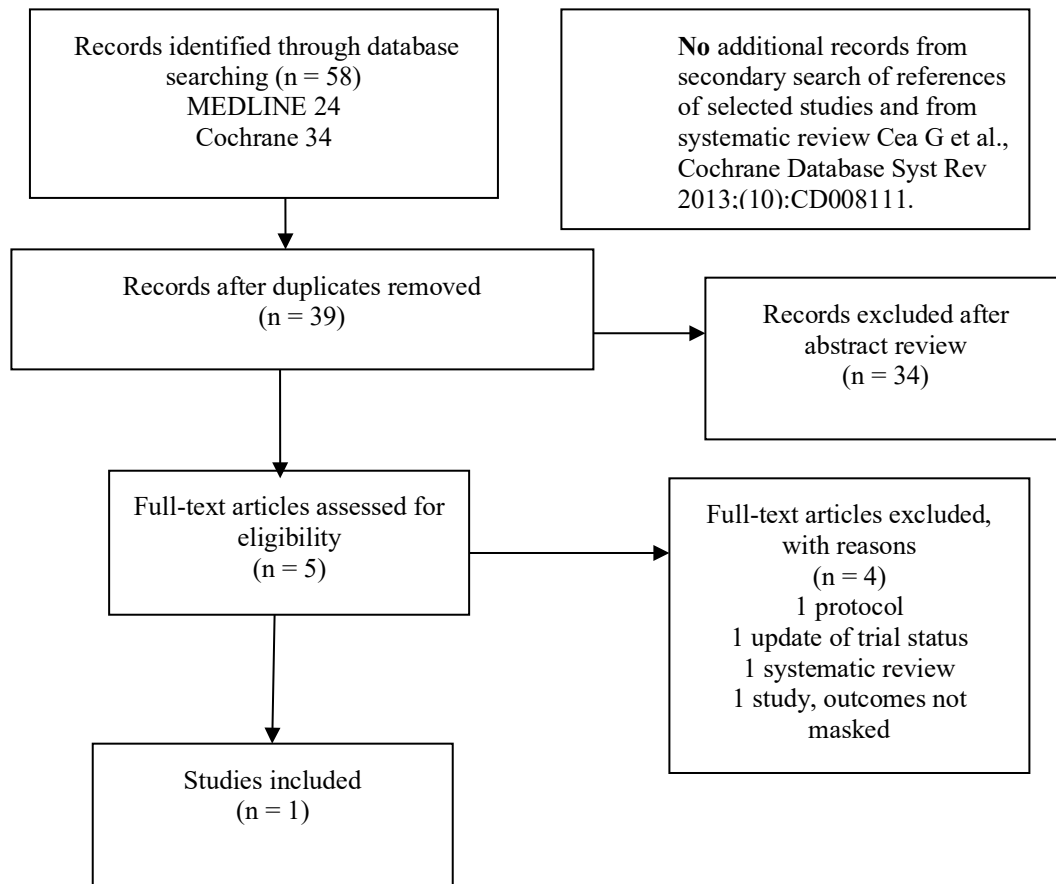 Records identified through database
searching (n = 58)
MEDLINE 24
Cochrane 34
No additional records from
secondary search of references
of selected studies and from
systematic review Cea G et al.,
Cochrane Database Syst Rev
2013;(10):CD008111.
Records after duplicates removed
(n = 39)
Records excluded after
abstract review
(n = 34)
Full-text articles assessed for
eligibility
(n = 5)
Full-text articles excluded,
with reasons
(n = 4)
1 protocol
1 update of trial status
1 systematic review
1 study, outcomes not
masked
Studies included
(n = 1)